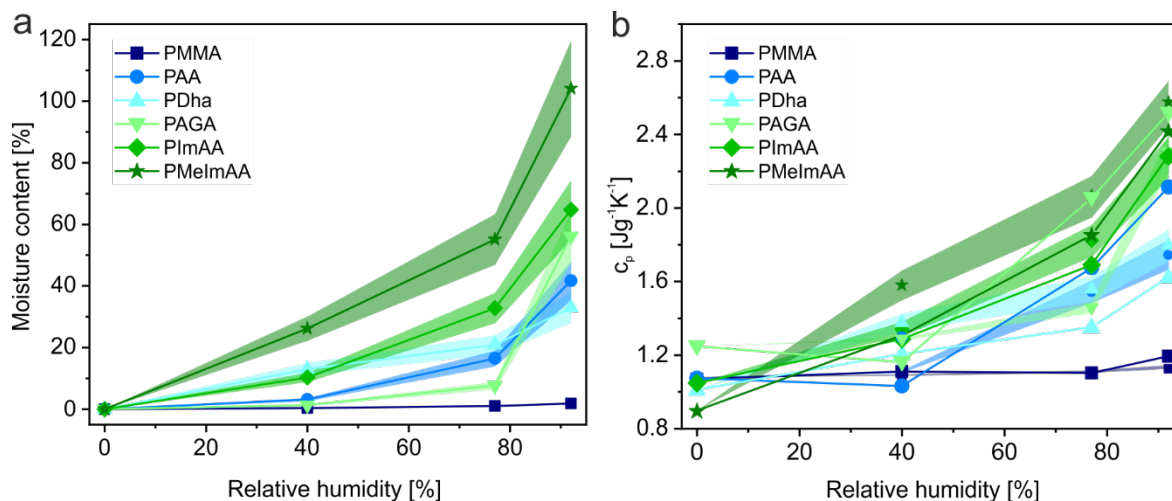 a
120
100
80
60
40
20
0
Moisture content [%]
PMMA
PAA
PDha
PAGA
PImAA
PMeImAA
0 20 40 60 80
Relative humidity [%]
b
2.8
2.4
2.0
1.6
1.2
0.8
cₚ [Jg⁻¹K⁻¹]
PMMA
PAA
PDha
PAGA
PImAA
PMeImAA
0 20 40 60 80
Relative humidity [%]